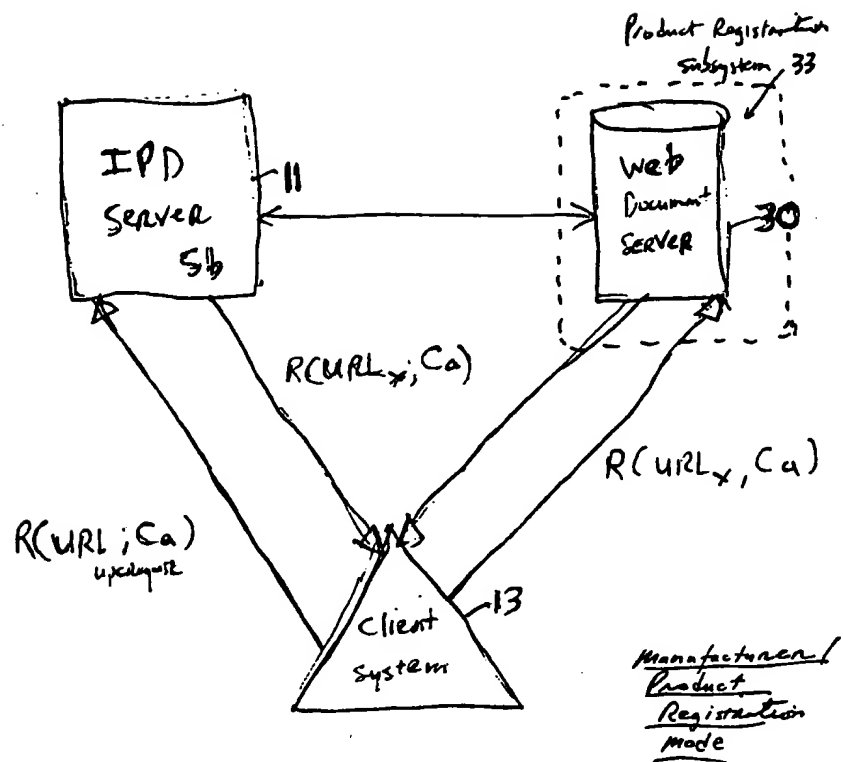 Product Registration
Subsystem 33
IPD
Server
5b
11
Web
Document
Server
30
R(URLx; Ca)
R(URLx, Ca)
R(URL ; Ca)
Client
System
13
Manufacturer/
Product
Registration
Mode